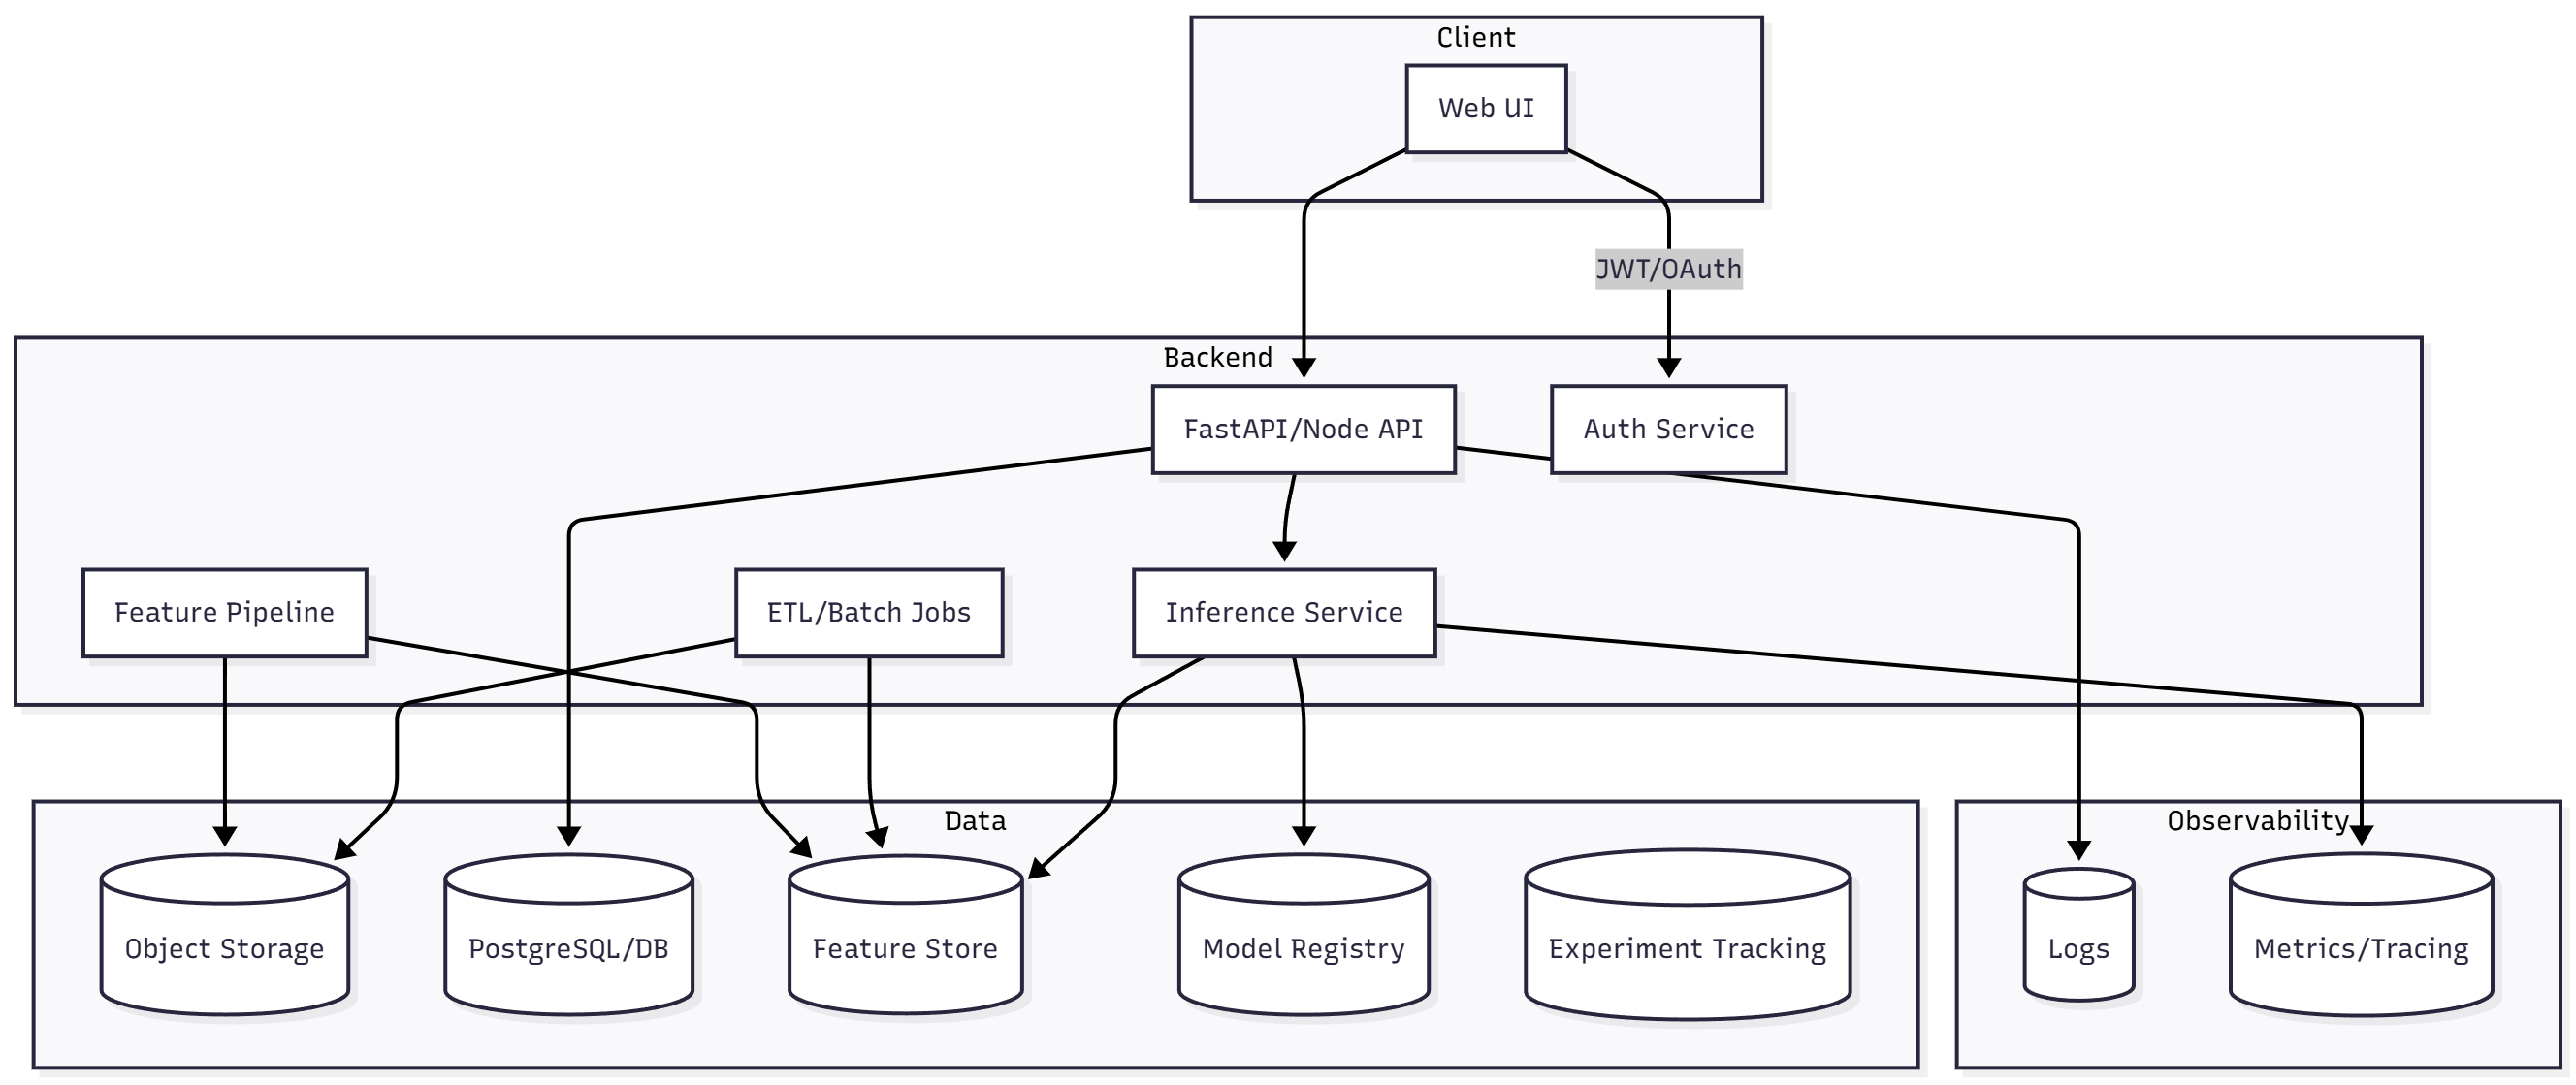 Client
Web UI
JWT/OAuth
Backend
FastAPI/Node API
Auth Service
Feature Pipeline
ETL/Batch Jobs
Inference Service
Data
Observability
Object Storage
PostgreSQL/DB
Feature Store
Model Registry
Experiment Tracking
Logs
Metrics/Tracing